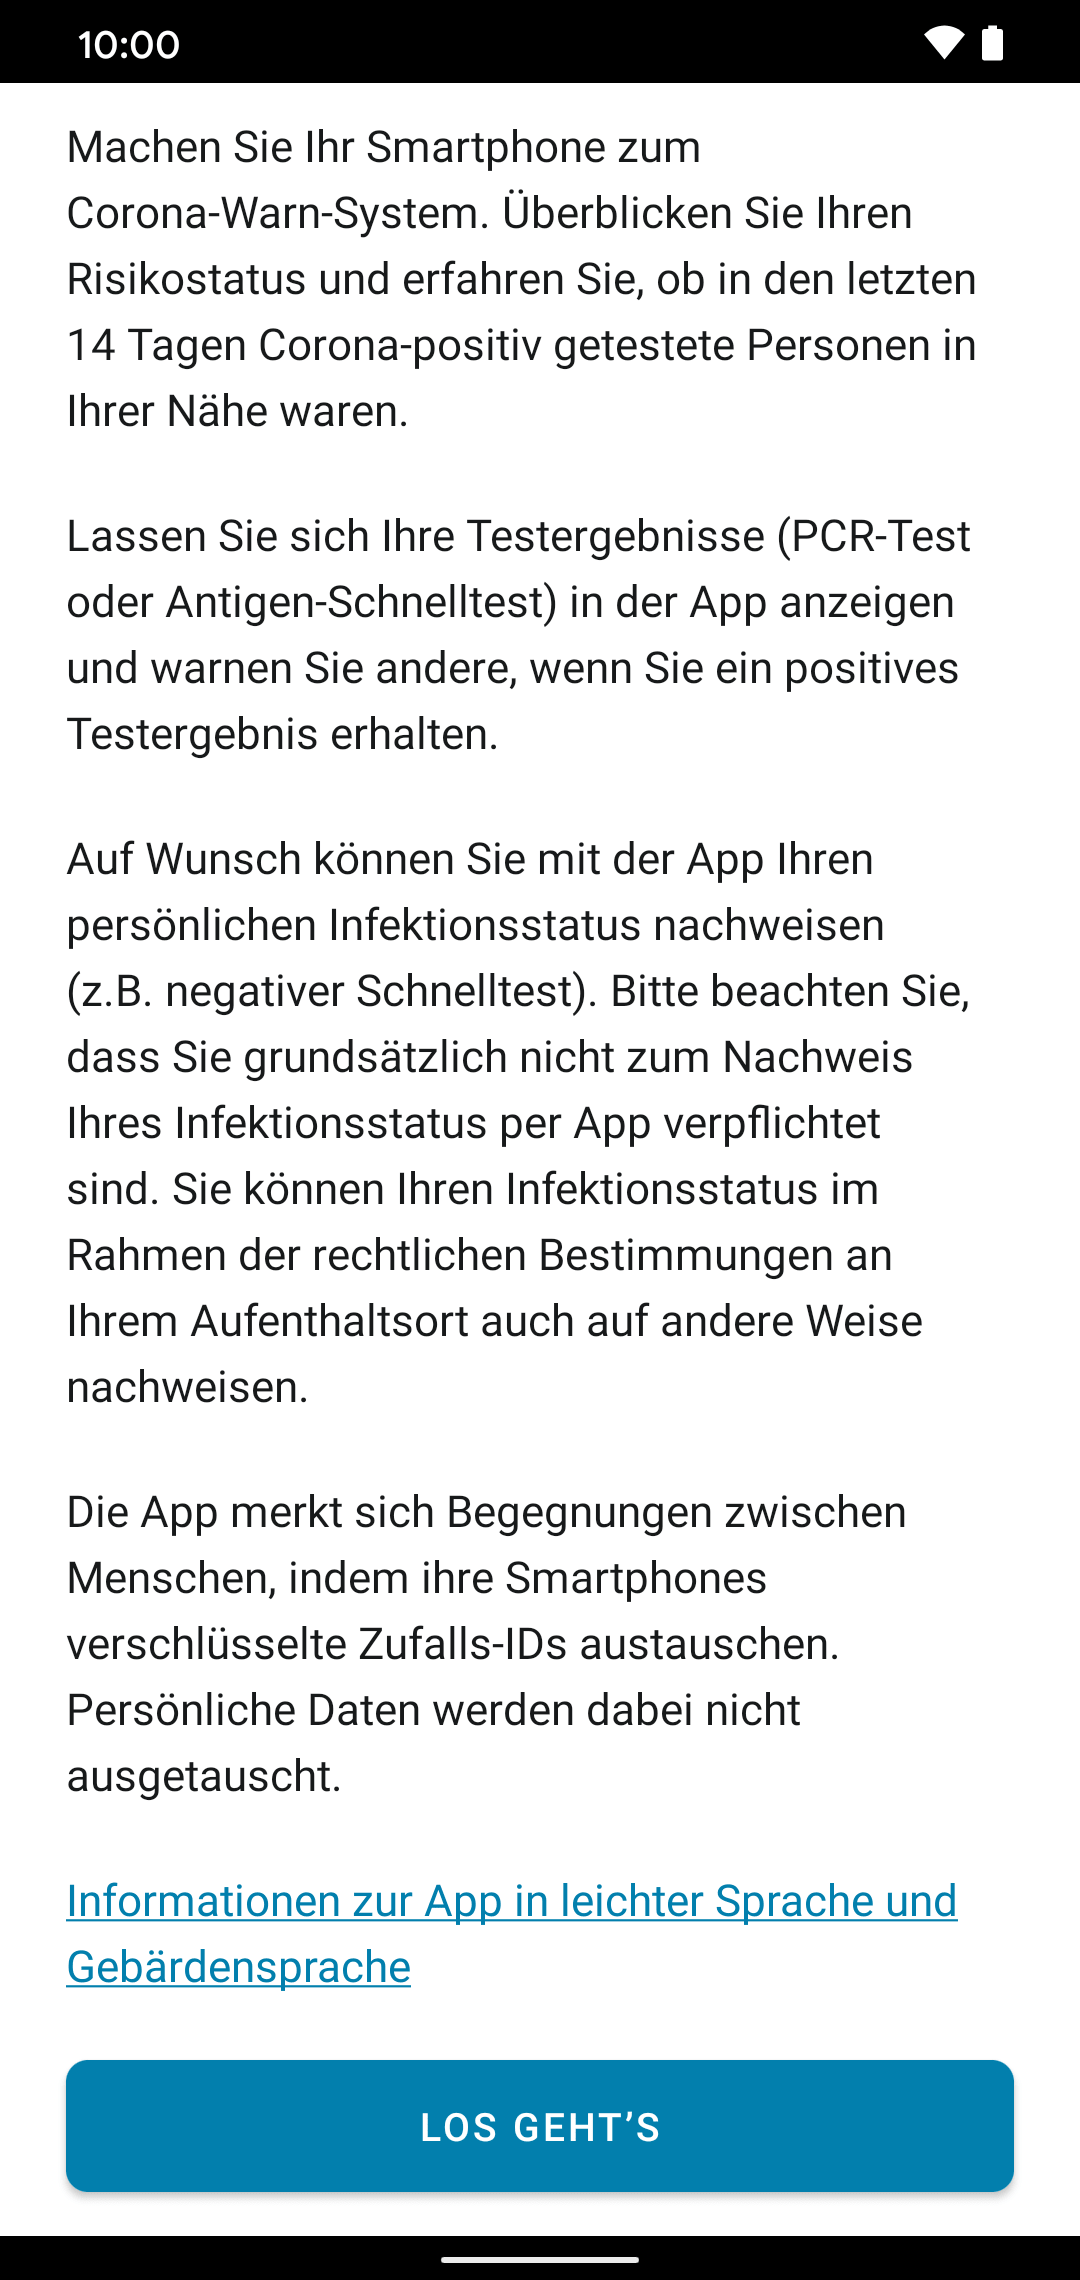 10:00
Machen Sie Ihr Smartphone zum
Corona-Warn-System. Überblicken Sie Ihren
Risikostatus und erfahren Sie, ob in den letzten
14 Tagen Corona-positiv getestete Personen in
Ihrer Nähe waren.
Lassen Sie sich Ihre Testergebnisse (PCR-Test
oder Antigen-Schnelltest) in der App anzeigen
und warnen Sie andere, wenn Sie ein positives
Testergebnis erhalten.
Auf Wunsch können Sie mit der App Ihren
persönlichen Infektionsstatus nachweisen
(z.B. negativer Schnelltest). Bitte beachten Sie,
dass Sie grundsätzlich nicht zum Nachweis
Ihres Infektionsstatus per App verpflichtet
sind. Sie können Ihren Infektionsstatus im
Rahmen der rechtlichen Bestimmungen an
Ihrem Aufenthaltsort auch auf andere Weise
nachweisen.
Die App merkt sich Begegnungen zwischen
Menschen, indem ihre Smartphones
verschlüsselte Zufalls-IDs austauschen.
Persönliche Daten werden dabei nicht
ausgetauscht.
Informationen zur App in leichter Sprache und
Gebärdensprache
LOS GEHT’S